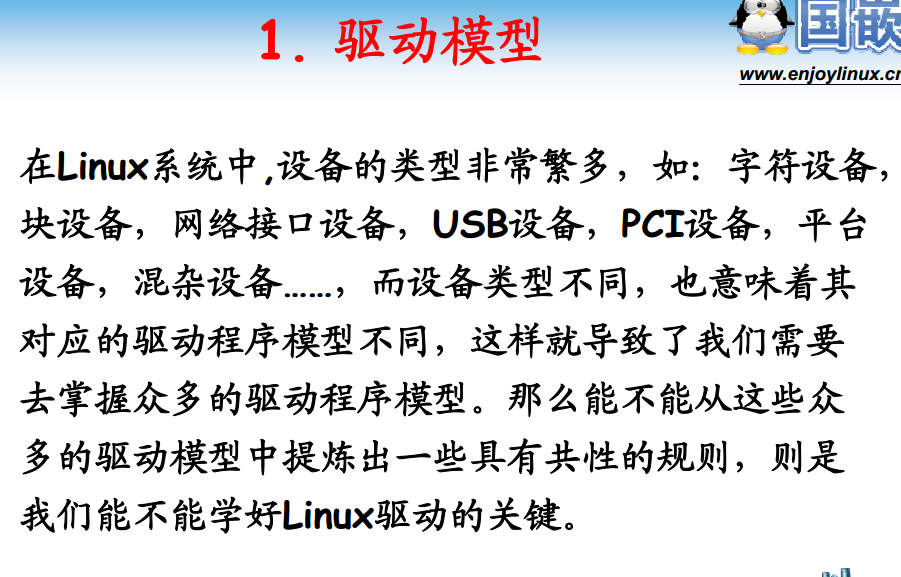 1. 驱动模型
国嵌
www.enjoylinux.cn
在Linux系统中,设备的类型非常繁多，如：字符设备，
块设备，网络接口设备，USB设备，PCI设备，平台
设备，混杂设备……，而设备类型不同，也意味着其
对应的驱动程序模型不同，这样就导致了我们需要
去掌握众多的驱动程序模型。那么能不能从这些众
多的驱动模型中提炼出一些具有共性的规则，则是
我们能不能学好Linux驱动的关键。